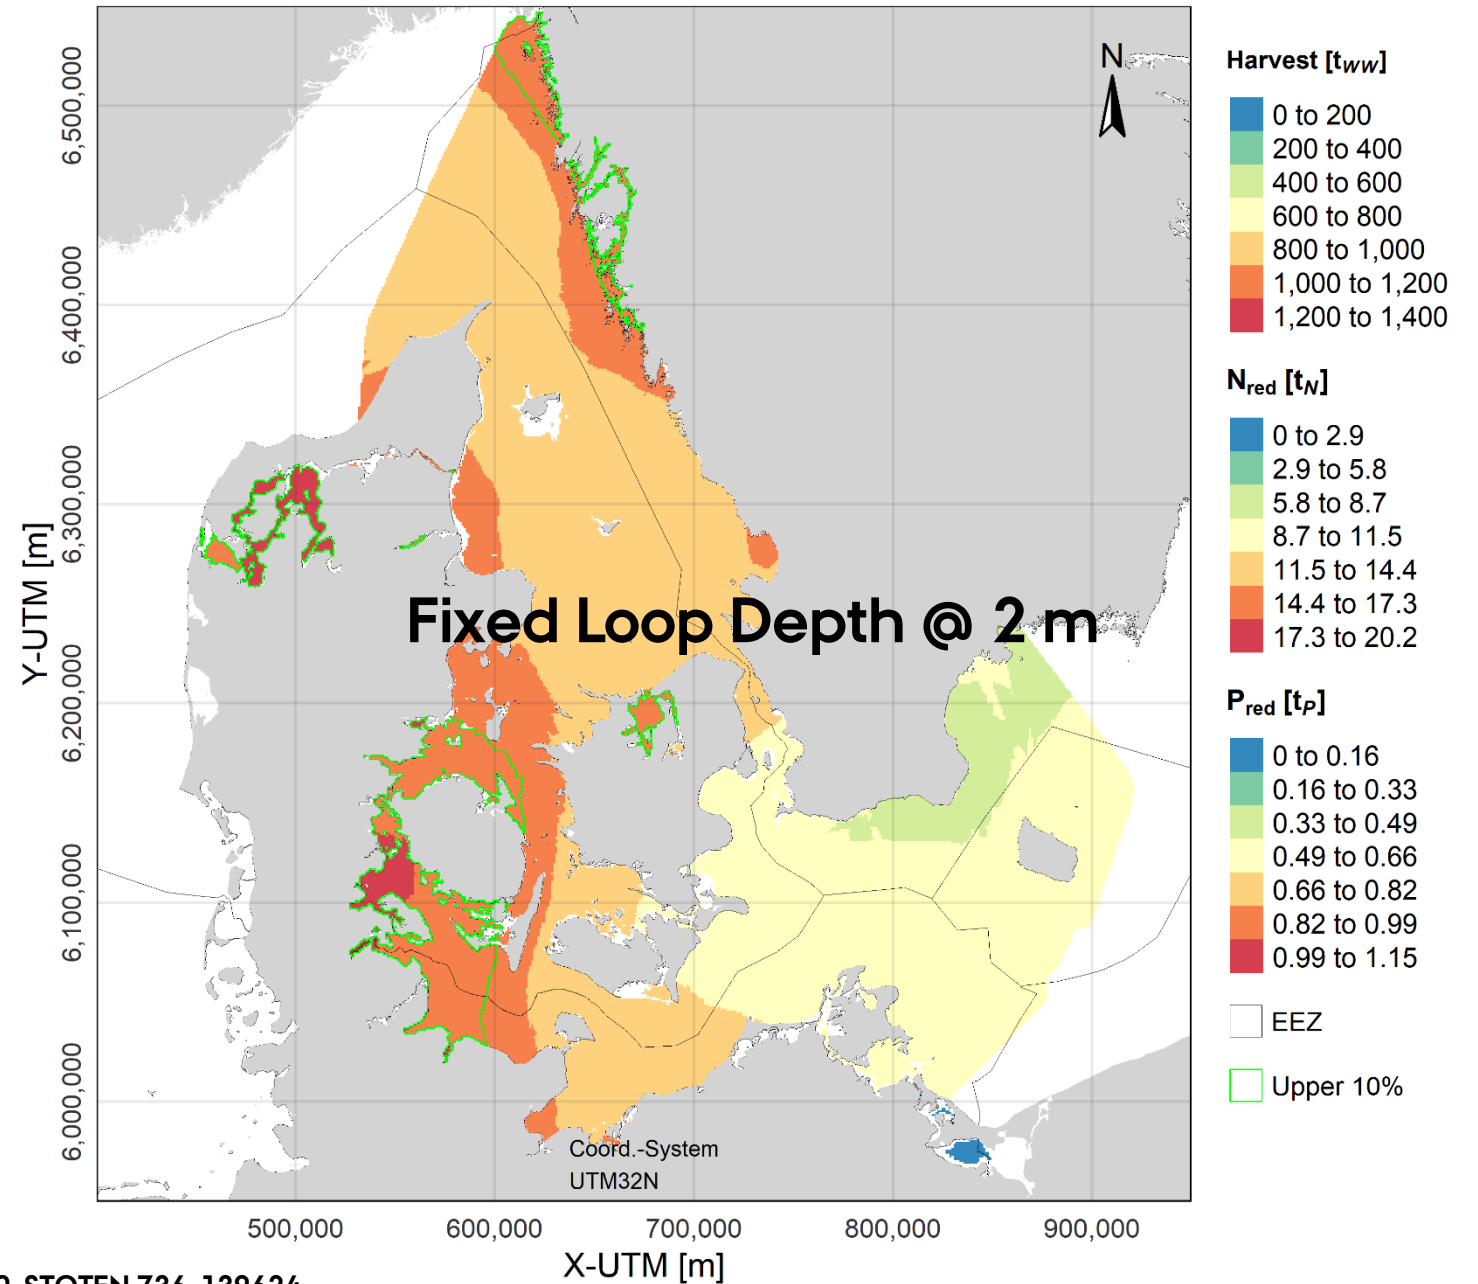 N
Fixed Loop Depth @ 2 m
Coord.-System
UTM32N
Y-UTM [m]
6,500,000
6,400,000
6,300,000
6,200,000
6,100,000
6,000,000
500,000
600,000
700,000
800,000
900,000
X-UTM [m]
Harvest [tWW]
0 to 200
200 to 400
400 to 600
600 to 800
800 to 1,000
1,000 to 1,200
1,200 to 1,400
Nred [tN]
0 to 2.9
2.9 to 5.8
5.8 to 8.7
8.7 to 11.5
11.5 to 14.4
14.4 to 17.3
17.3 to 20.2
Pred [tP]
0 to 0.16
0.16 to 0.33
0.33 to 0.49
0.49 to 0.66
0.66 to 0.82
0.82 to 0.99
0.99 to 1.15
EEZ
Upper 10%
STOTEN 736, 139624